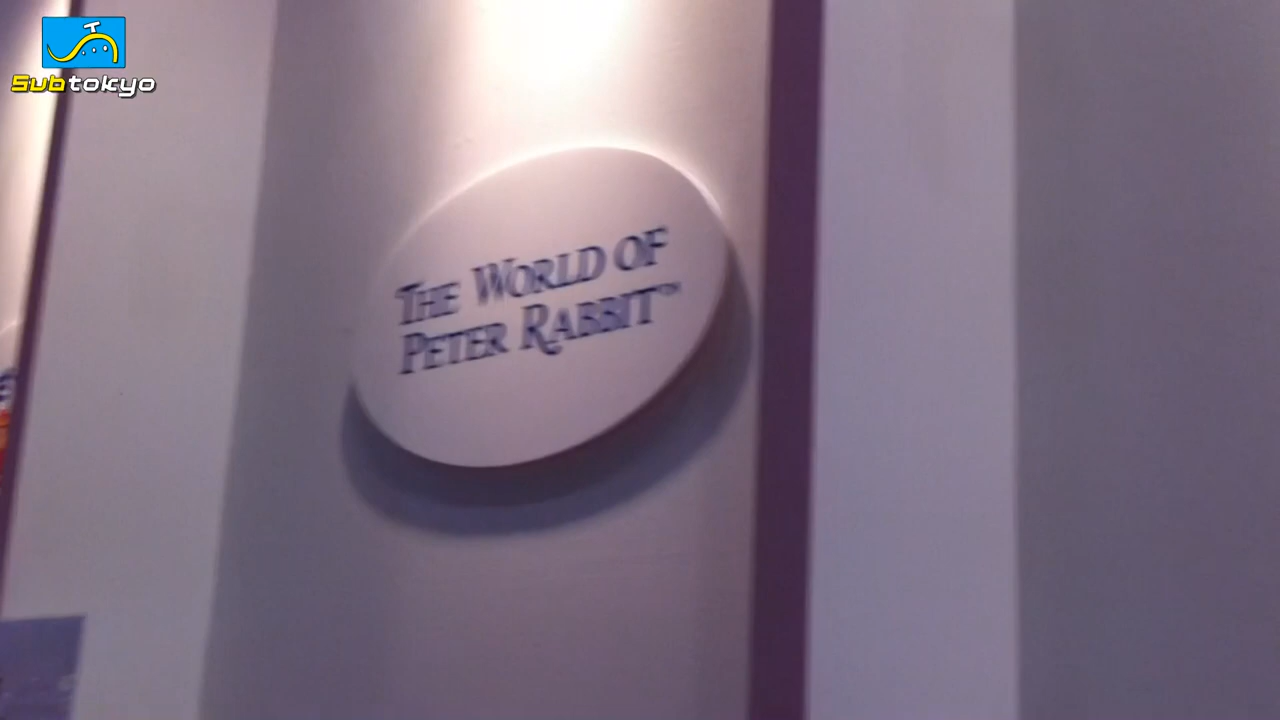 Subtokyo
THE WORLD OF
PETER RABBIT™